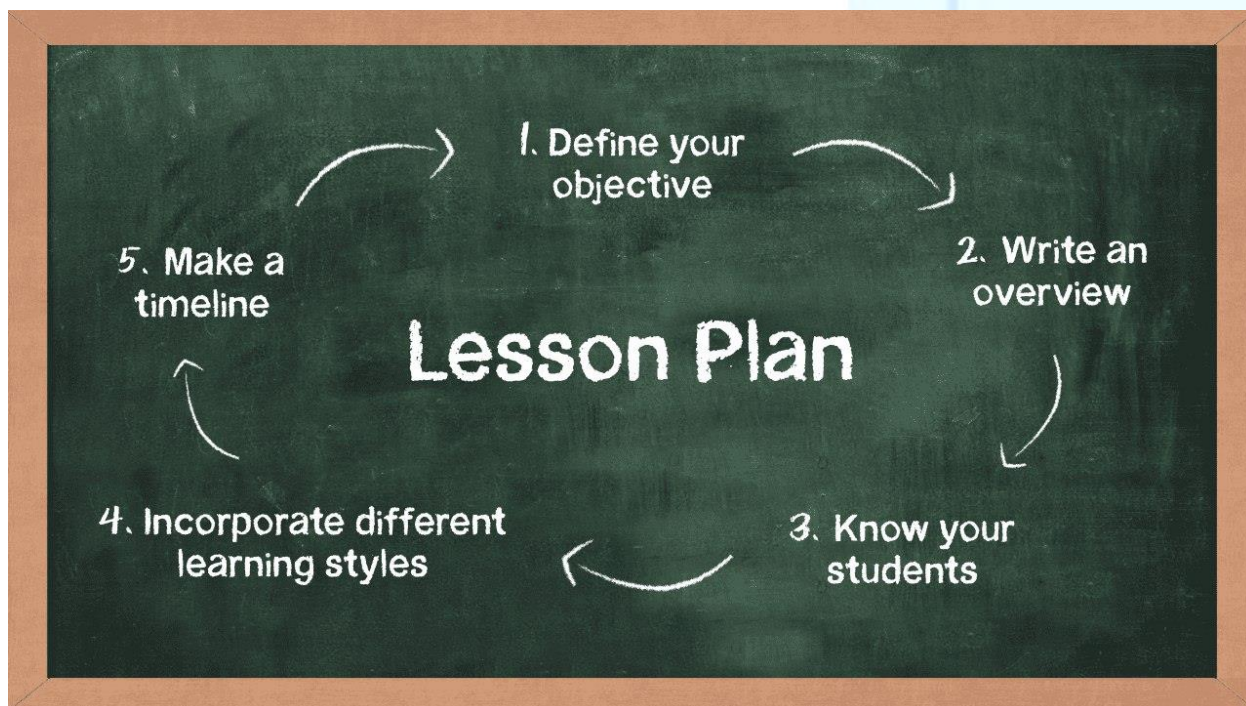 1. Define your
objective
2. Write an
overview
3. Know your
students
4. Incorporate different
learning styles
5. Make a
timeline
Lesson Plan